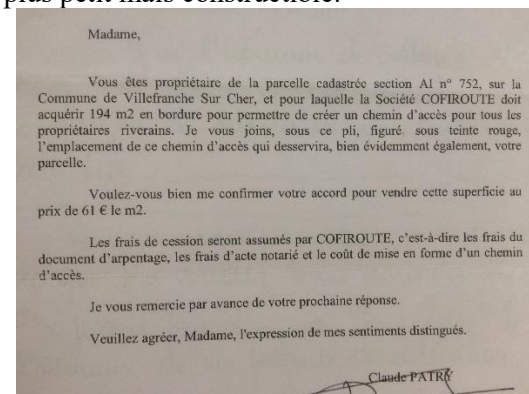 plus petit mais constructible.
Madame,
Vous êtes propriétaire de la parcelle cadastrée section AI n° 752, sur la
Commune de Villefranche Sur Cher, et pour laquelle la Société COFIROUTE doit
acquérir 194 m2 en bordure pour permettre de créer un chemin d'accès pour tous les
propriétaires riverains. Je vous joins, sous ce pli, figuré sous teinte rouge,
l'emplacement de ce chemin d'accès qui desservira, bien évidemment également, votre
parcelle.
Voulez-vous bien me confirmer votre accord pour vendre cette superficie au
prix de 61 € le m2.
Les frais de cession seront assumés par COFIROUTE, c'est-à-dire les frais du
document d'arpentage, les frais d'acte notarié et le coût de mise en forme d'un chemin
d'accès.
Je vous remercie par avance de votre prochaine réponse.
Veuillez agréer, Madame, l'expression de mes sentiments distingués.
Claude PATRY